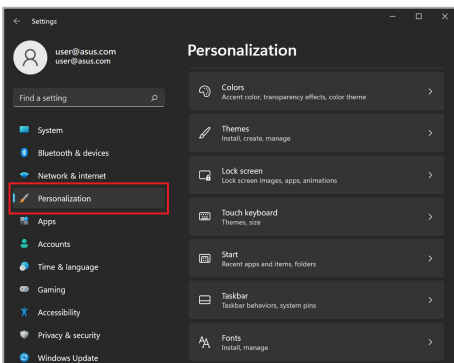 Settings
user@asus.com
user@asus.com
Find a setting
System
Bluetooth & devices
Network & internet
Personalization
Apps
Accounts
Time & language
Gaming
Accessibility
Privacy & security
Windows Update
Personalization
Colors
Accent color, transparency effects, color theme
Themes
Install, create, manage
Lock screen
Lock screen images, apps, animations
Touch keyboard
Themes, size
Start
Recent apps and items, folders
Taskbar
Taskbar behaviors, system pins
Fonts
Install, manage